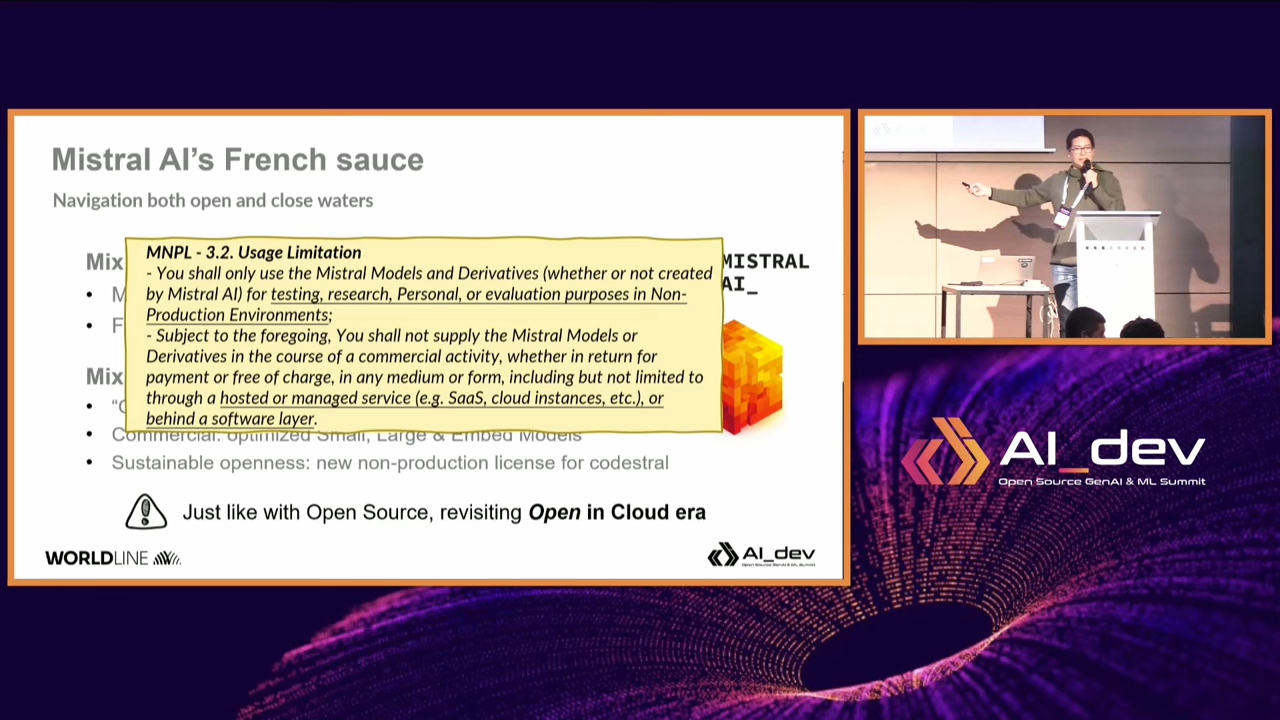 Mistral AI's French sauce
Navigation both open and close waters
MNPL - 3.2. Usage Limitation
- You shall only use the Mistral Models and Derivatives (whether or not created
by Mistral AI) for testing, research, Personal, or evaluation purposes in Non-
Production Environments;
- Subject to the foregoing, You shall not supply the Mistral Models or
Derivatives in the course of a commercial activity, whether in return for
payment or free of charge, in any medium or form, including but not limited to
through a hosted or managed service (e.g. SaaS, cloud instances, etc.), or
behind a software layer.
Mix
• M
• F
Mix
• "
• Commercial: optimized Small, Large & Embed Models
• Sustainable openness: new non-production license for codestral
MISTRAL
AI_
Just like with Open Source, revisiting Open in Cloud era
WORLDLINE
AI_dev
Open Source GenAI & ML Summit
AI_dev
Open Source GenAI & ML Summit